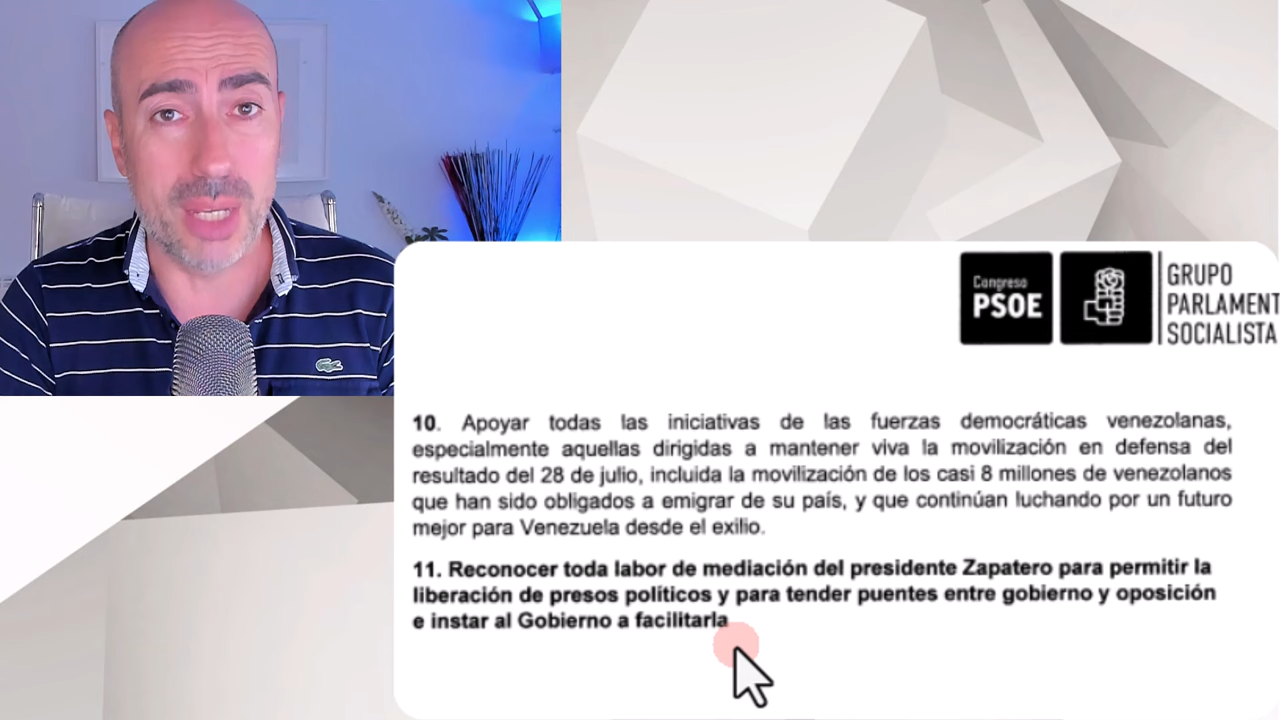 Congreso
PSOE
GRUPO
PARLAMENT
SOCIALISTA
10. Apoyar todas las iniciativas de las fuerzas democráticas venezolanas,
especialmente aquellas dirigidas a mantener viva la movilización en defensa del
resultado del 28 de julio, incluida la movilización de los casi 8 millones de venezolanos
que han sido obligados a emigrar de su país, y que continúan luchando por un futuro
mejor para Venezuela desde el exilio.
11. Reconocer toda labor de mediación del presidente Zapatero para permitir la
liberación de presos políticos y para tender puentes entre gobierno y oposición
e instar al Gobierno a facilitarla